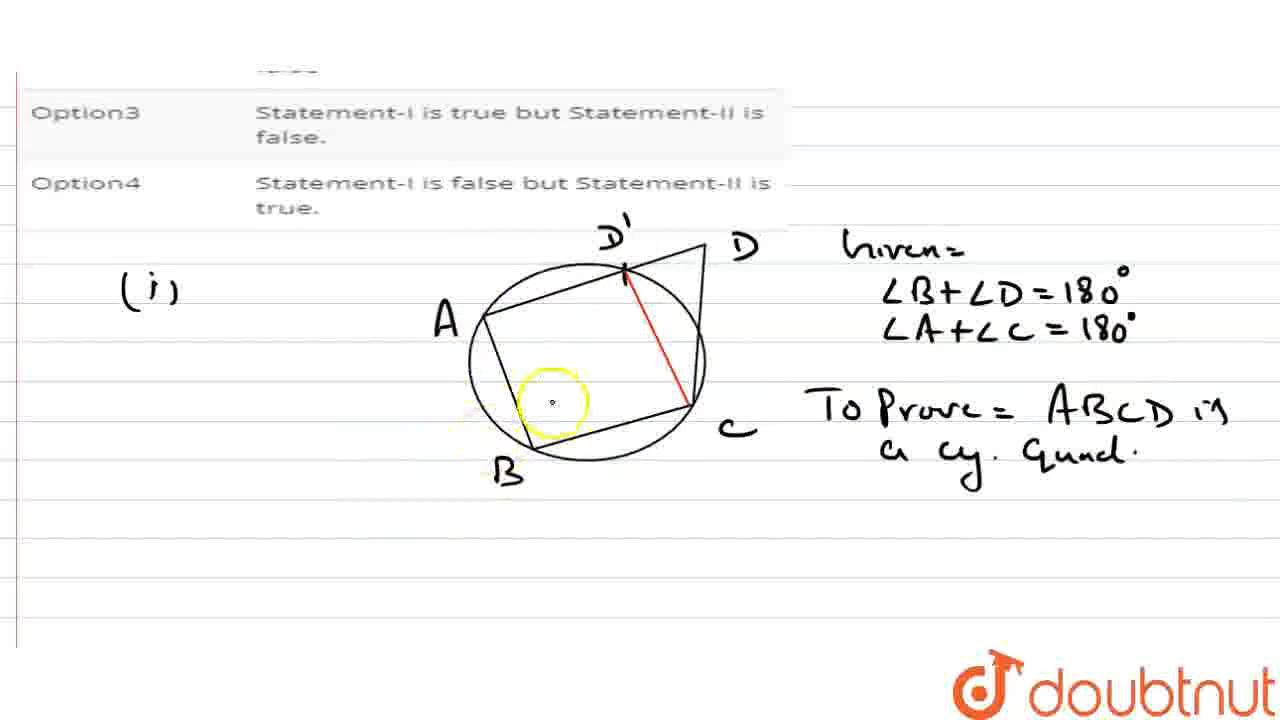 Option3
Statement-I is true but Statement-II is
false.
Option4
Statement-I is false but Statement-II is
true.
(i)
D'
D
A
B
C
Given=
∠B+∠D=180°
∠A+∠C=180°
To Prove= ABCD is
a cy. Quad.
doubtnut